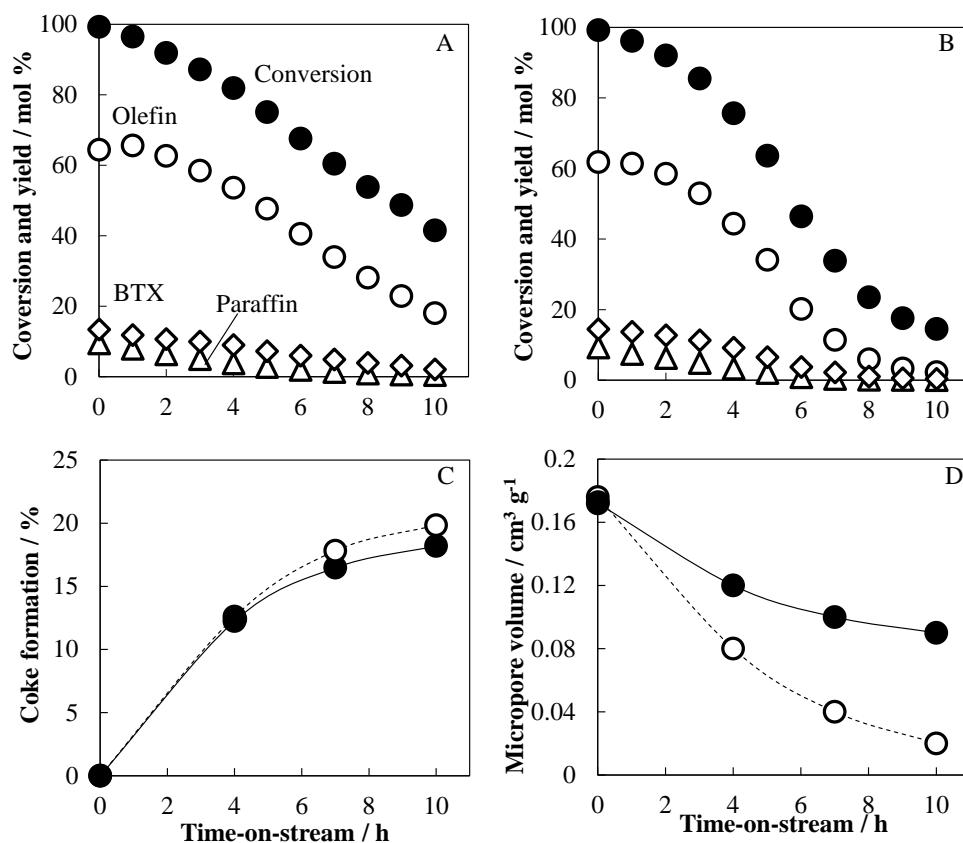 A
Coversion and yield / mol %
100
80
60
40
20
0
Conversion
Olefin
BTX
Paraffin
0 2 4 6 8 10
B
Coversion and yield / mol %
100
80
60
40
20
0
0 2 4 6 8 10
C
Coke formation / %
25
20
15
10
5
0
0 2 4 6 8 10
Time-on-stream / h
D
Micropore volume / cm³ g⁻¹
0.2
0.16
0.12
0.08
0.04
0
0 2 4 6 8 10
Time-on-stream / h